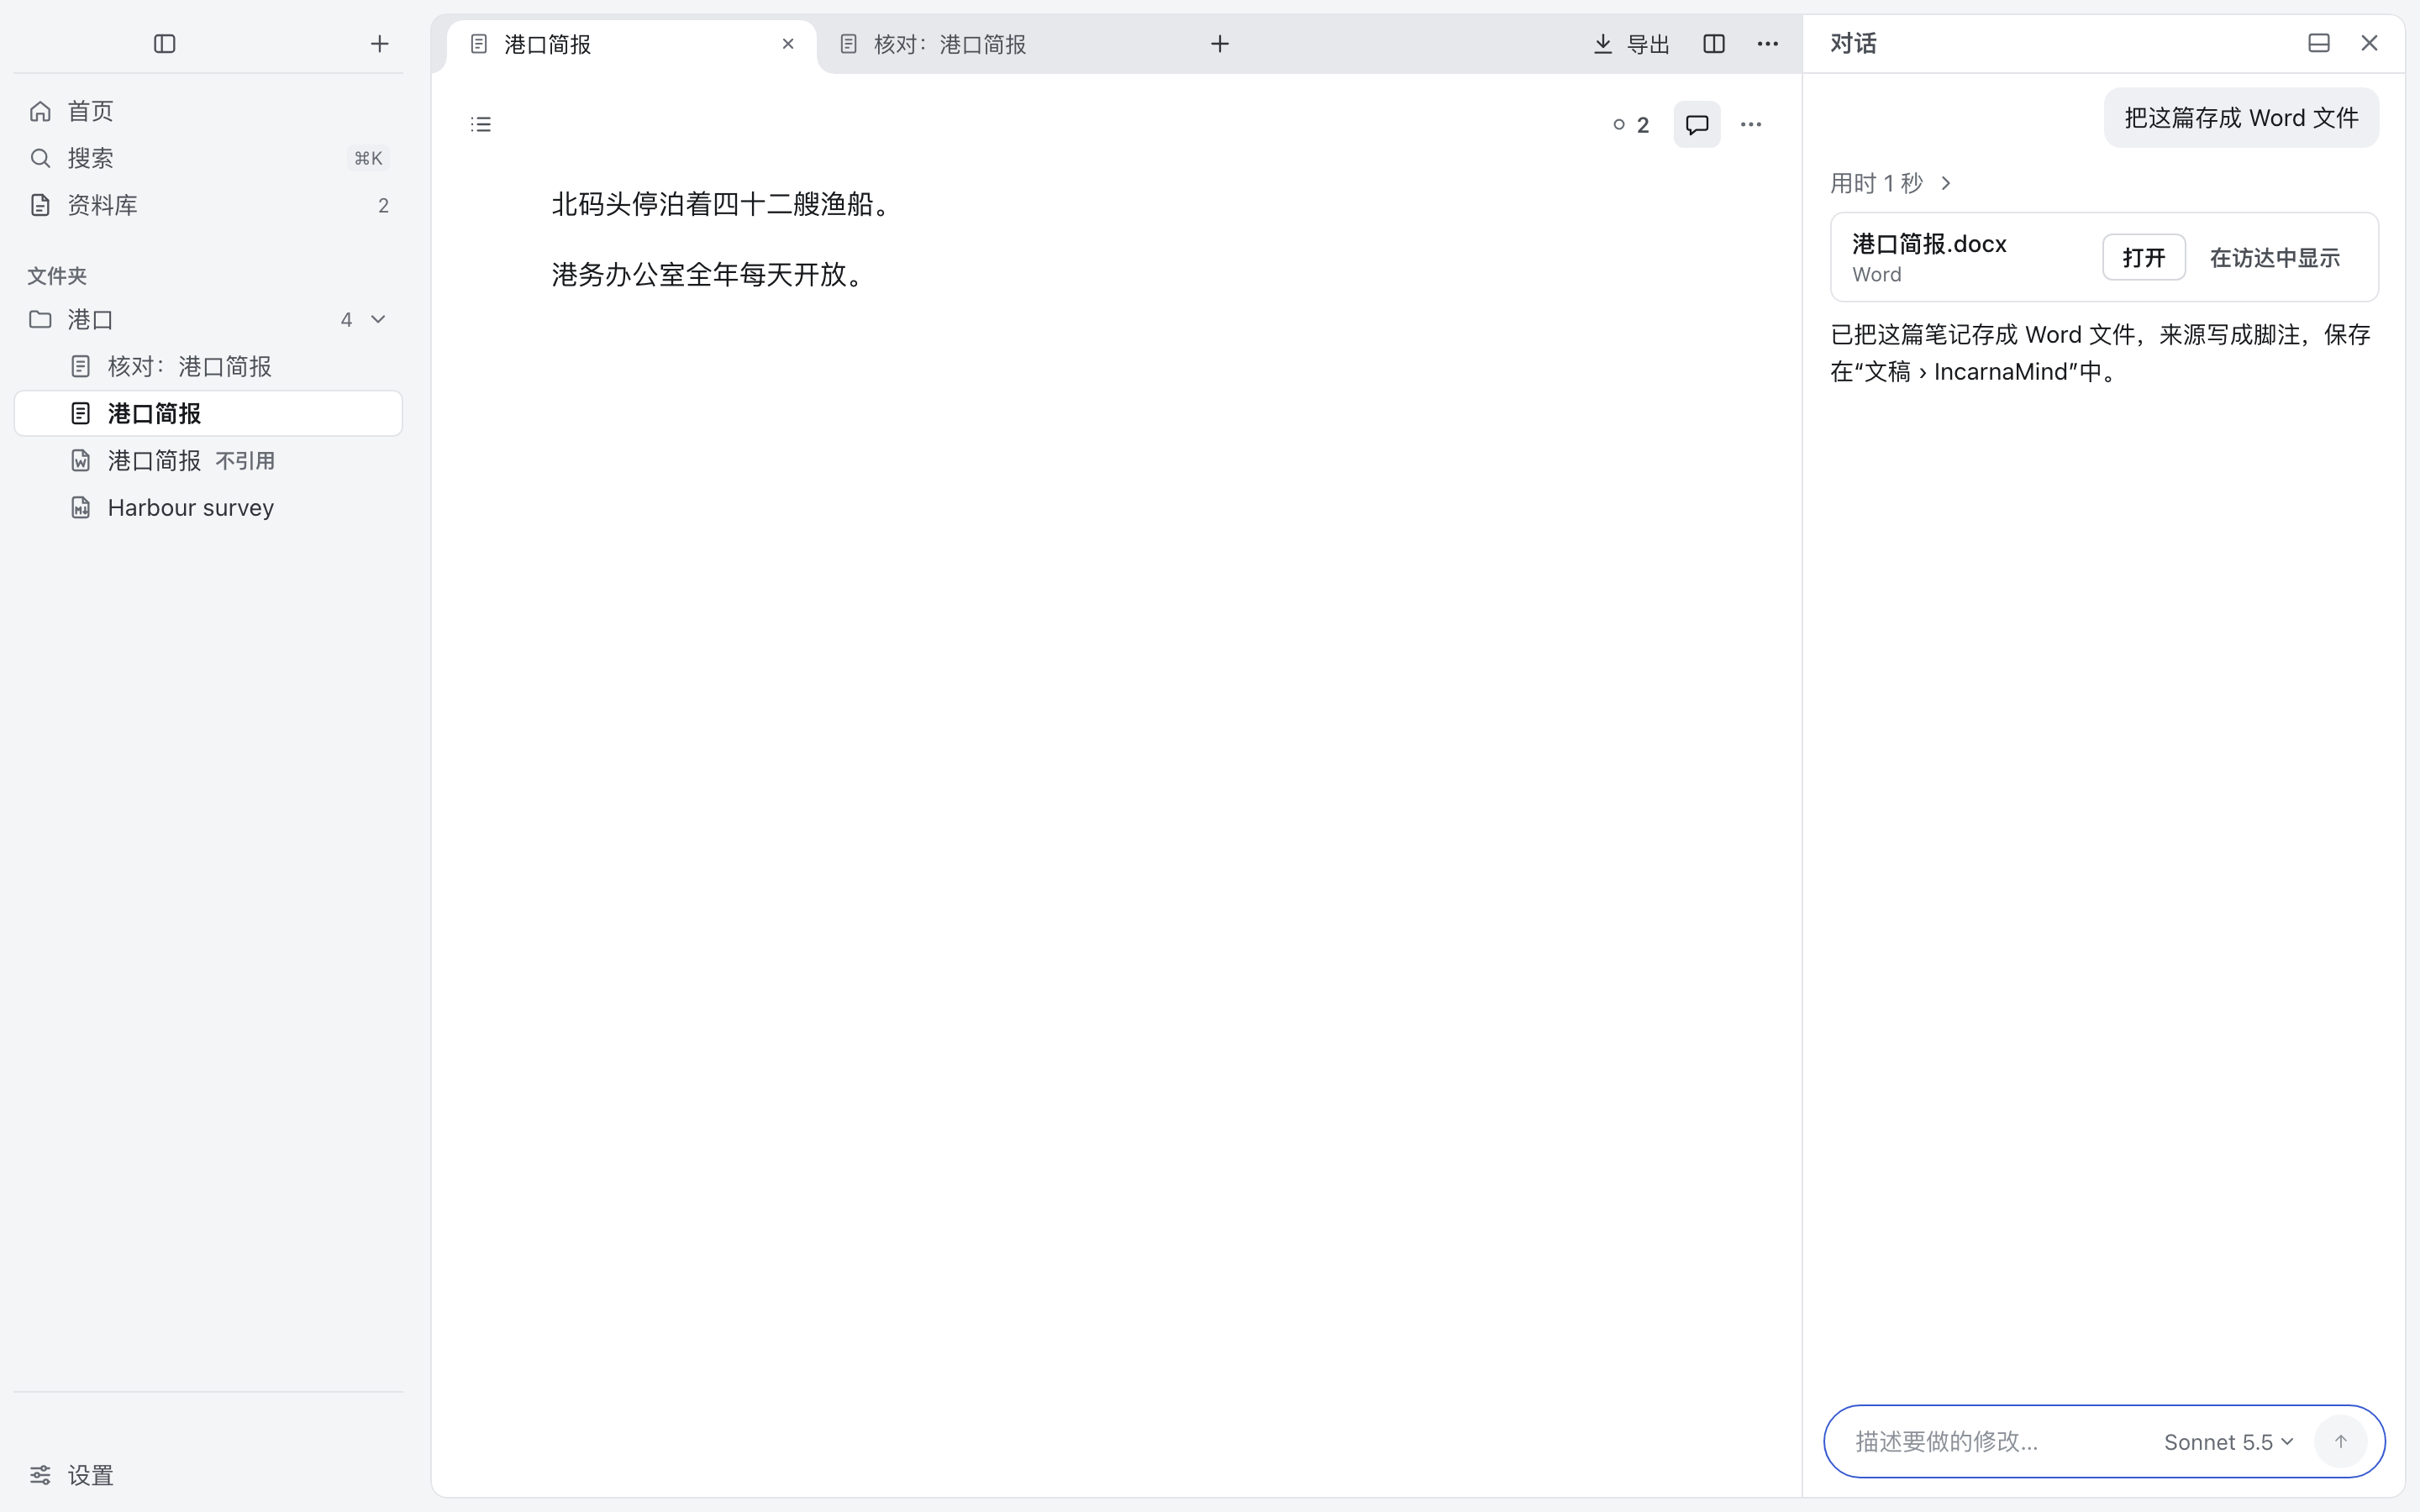 首页
搜索 ⌘K
资料库 2
文件夹
港口 4
核对：港口简报
港口简报
港口简报 不引用
Harbour survey
设置
港口简报
核对：港口简报
导出
2
北码头停泊着四十二艘渔船。
港务办公室全年每天开放。
对话
把这篇存成 Word 文件
用时 1 秒
港口简报.docx
Word
打开
在访达中显示
已把这篇笔记存成 Word 文件，来源写成脚注，保存
在“文稿 › IncarnaMind”中。
描述要做的修改...
Sonnet 5.5